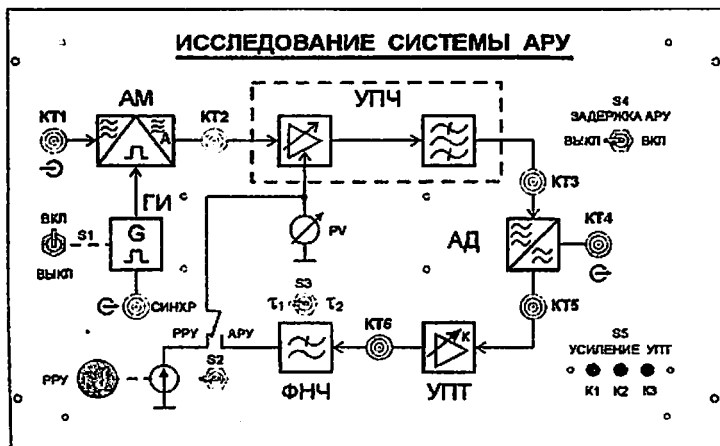 ИССЛЕДОВАНИЕ СИСТЕМЫ АРУ
АМ
УПЧ
S4
ЗАДЕРЖКА АРУ
ВЫКЛ ВКЛ
КТ1
КТ2
A
КТ3
КТ4
ГИ
ВКЛ
S1
ВЫКЛ
G
PV
АД
СИНХР
S3
τ1 τ2
КТ5
КТ6
РРУ АРУ
K
S5
УСИЛЕНИЕ УПТ
РРУ
S2
ФНЧ
УПТ
К1 К2 К3